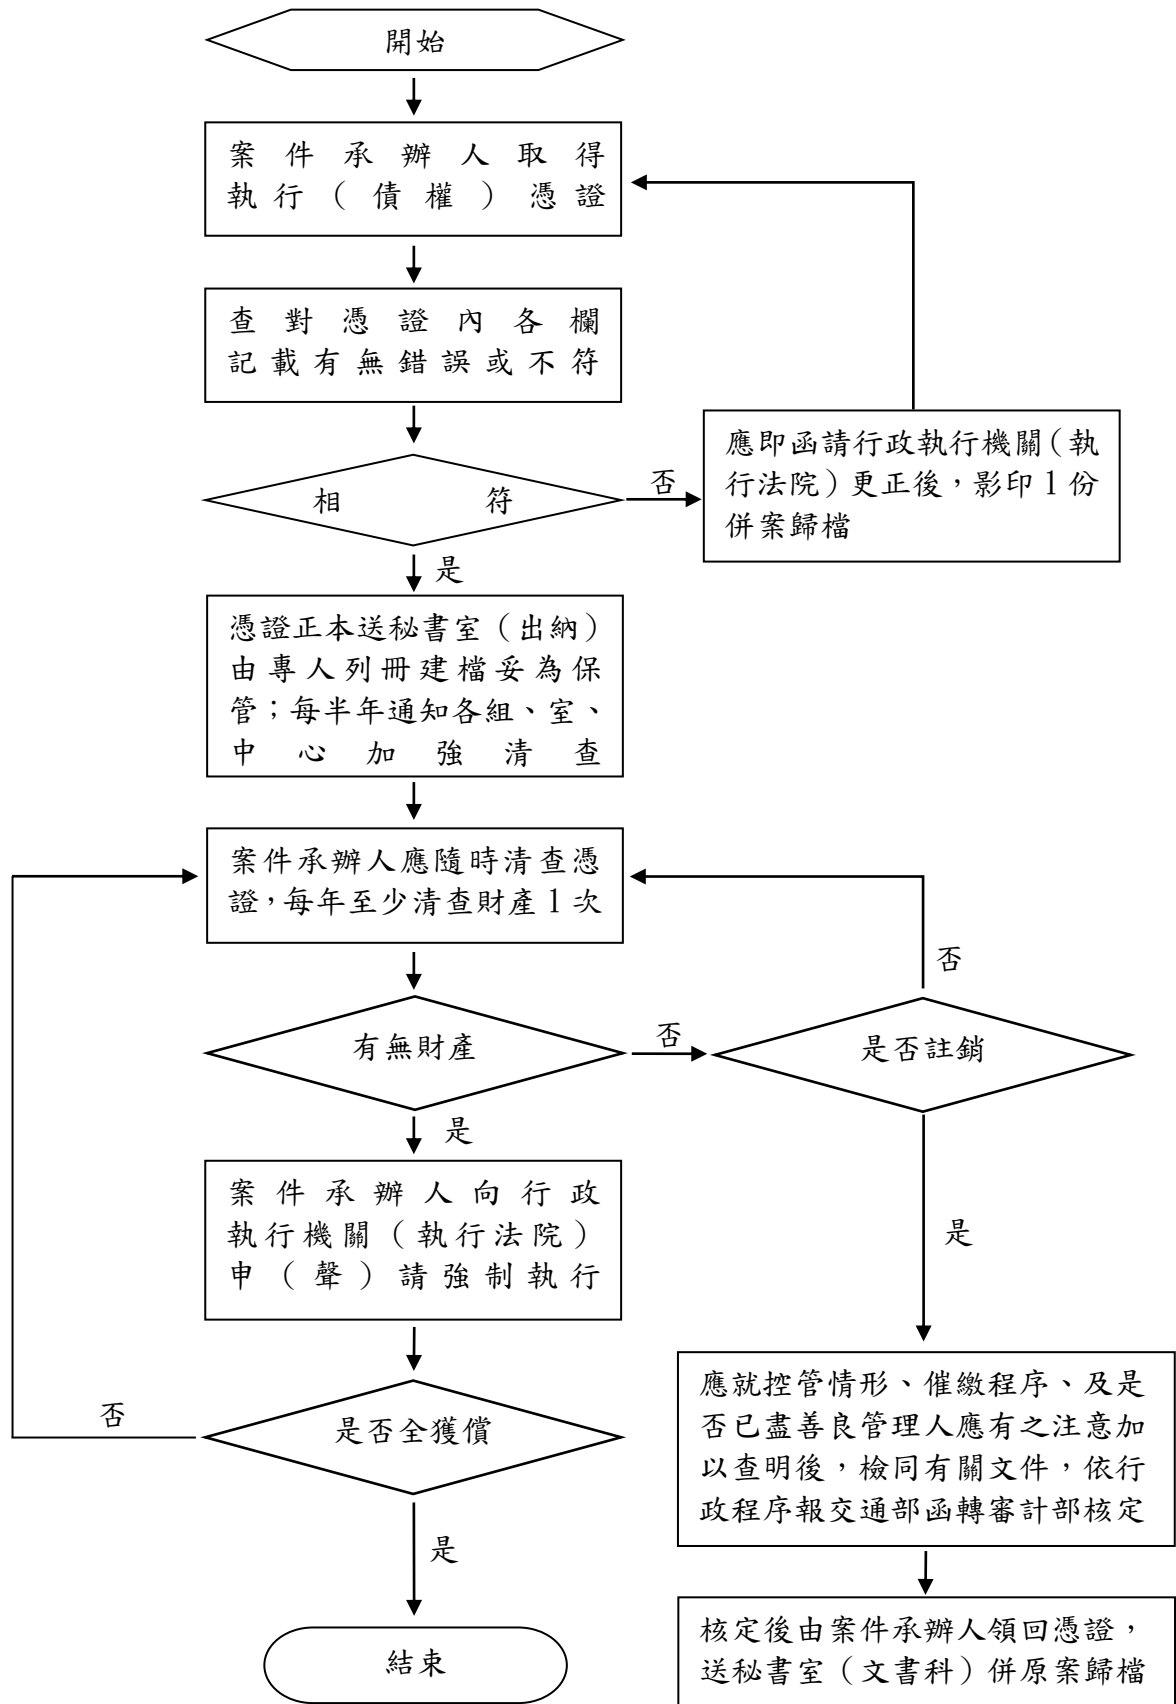 開始
案件承辦人取得
執行（債權）憑證
查對憑證內各欄
記載有無錯誤或不符
應即函請行政執行機關（執
行法院）更正後，影印1份
併案歸檔
相符
否
是
憑證正本送秘書室（出納）
由專人列冊建檔妥為保
管；每半年通知各組、室、
中心加強清查
案件承辦人應隨時清查憑
證，每年至少清查財產1次
否
有無財產
否
是否註銷
是
案件承辦人向行政
執行機關（執行法院）
申（聲）請強制執行
是
應就控管情形、催繳程序、及是
否已盡善良管理人應有之注意加
以查明後，檢同有關文件，依行
政程序報交通部函轉審計部核定
否
是否全獲償
是
核定後由案件承辦人領回憑證，
送秘書室（文書科）併原案歸檔
結束